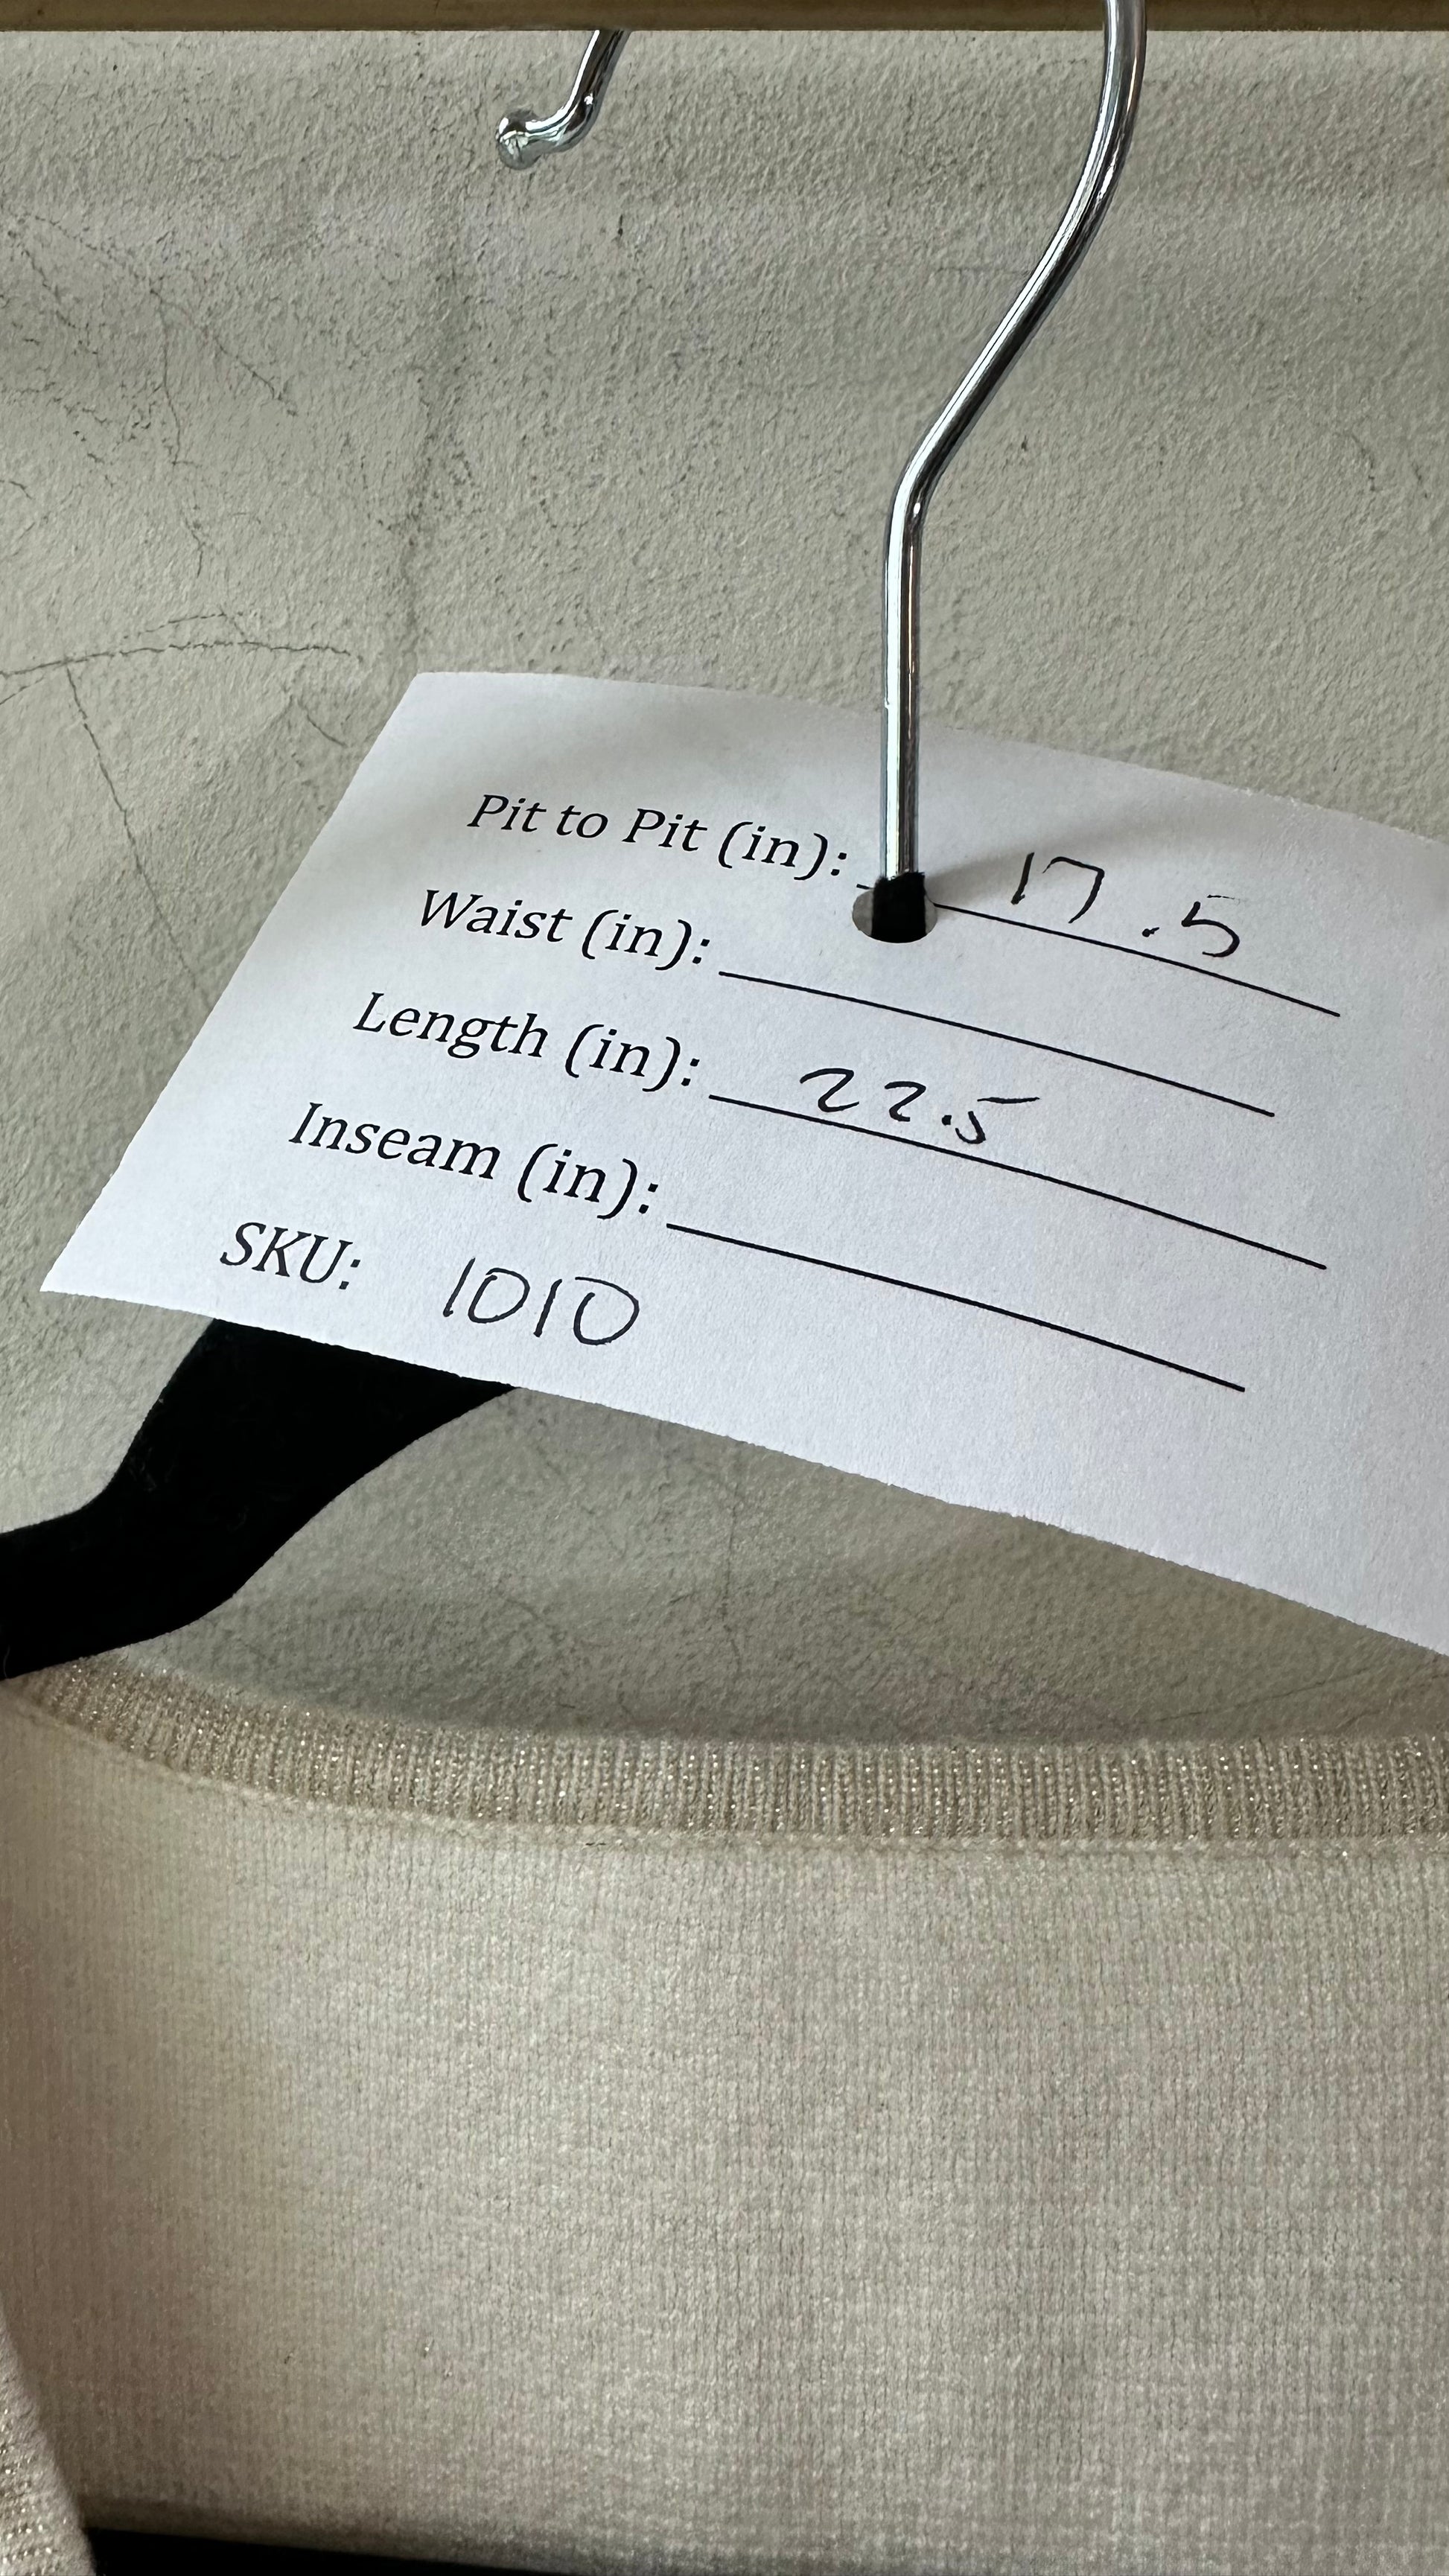 Pit to Pit (in): 17.5
Waist (in):
Length (in): 22.5
Inseam (in):
SKU: 1010